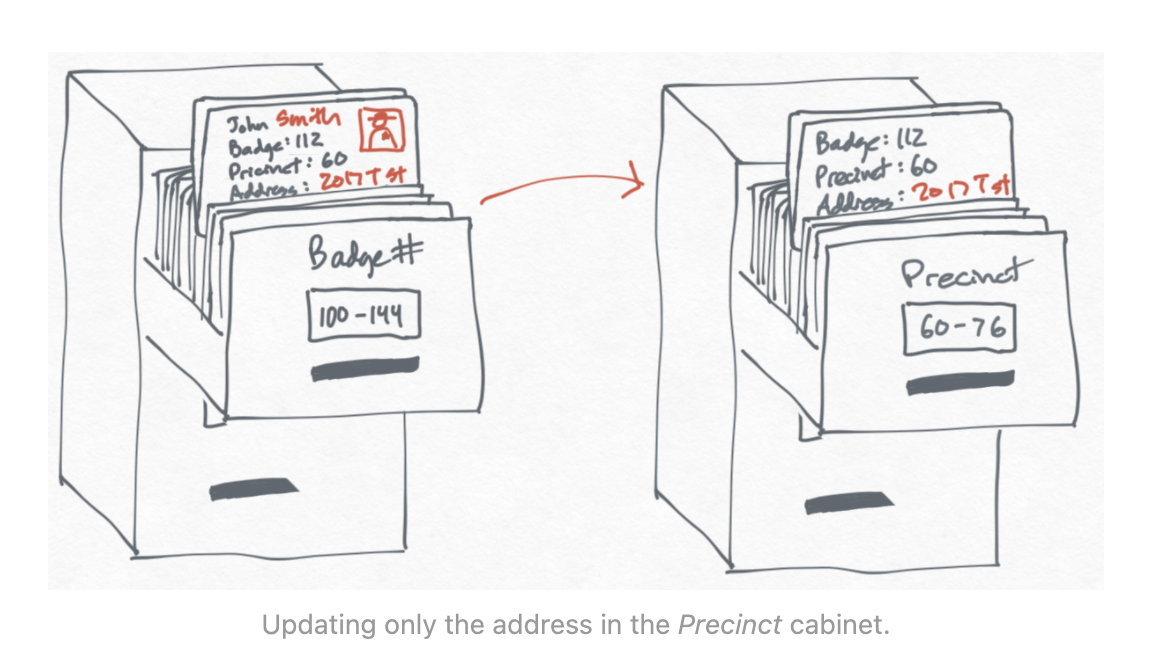 John Smith
Badge: 112
Precinct: 60
Address: 2017 T st
Badge#
100-144
Badge: 112
Precinct: 60
Address: 2017 T st
Precinct
60-76
Updating only the address in the Precinct cabinet.